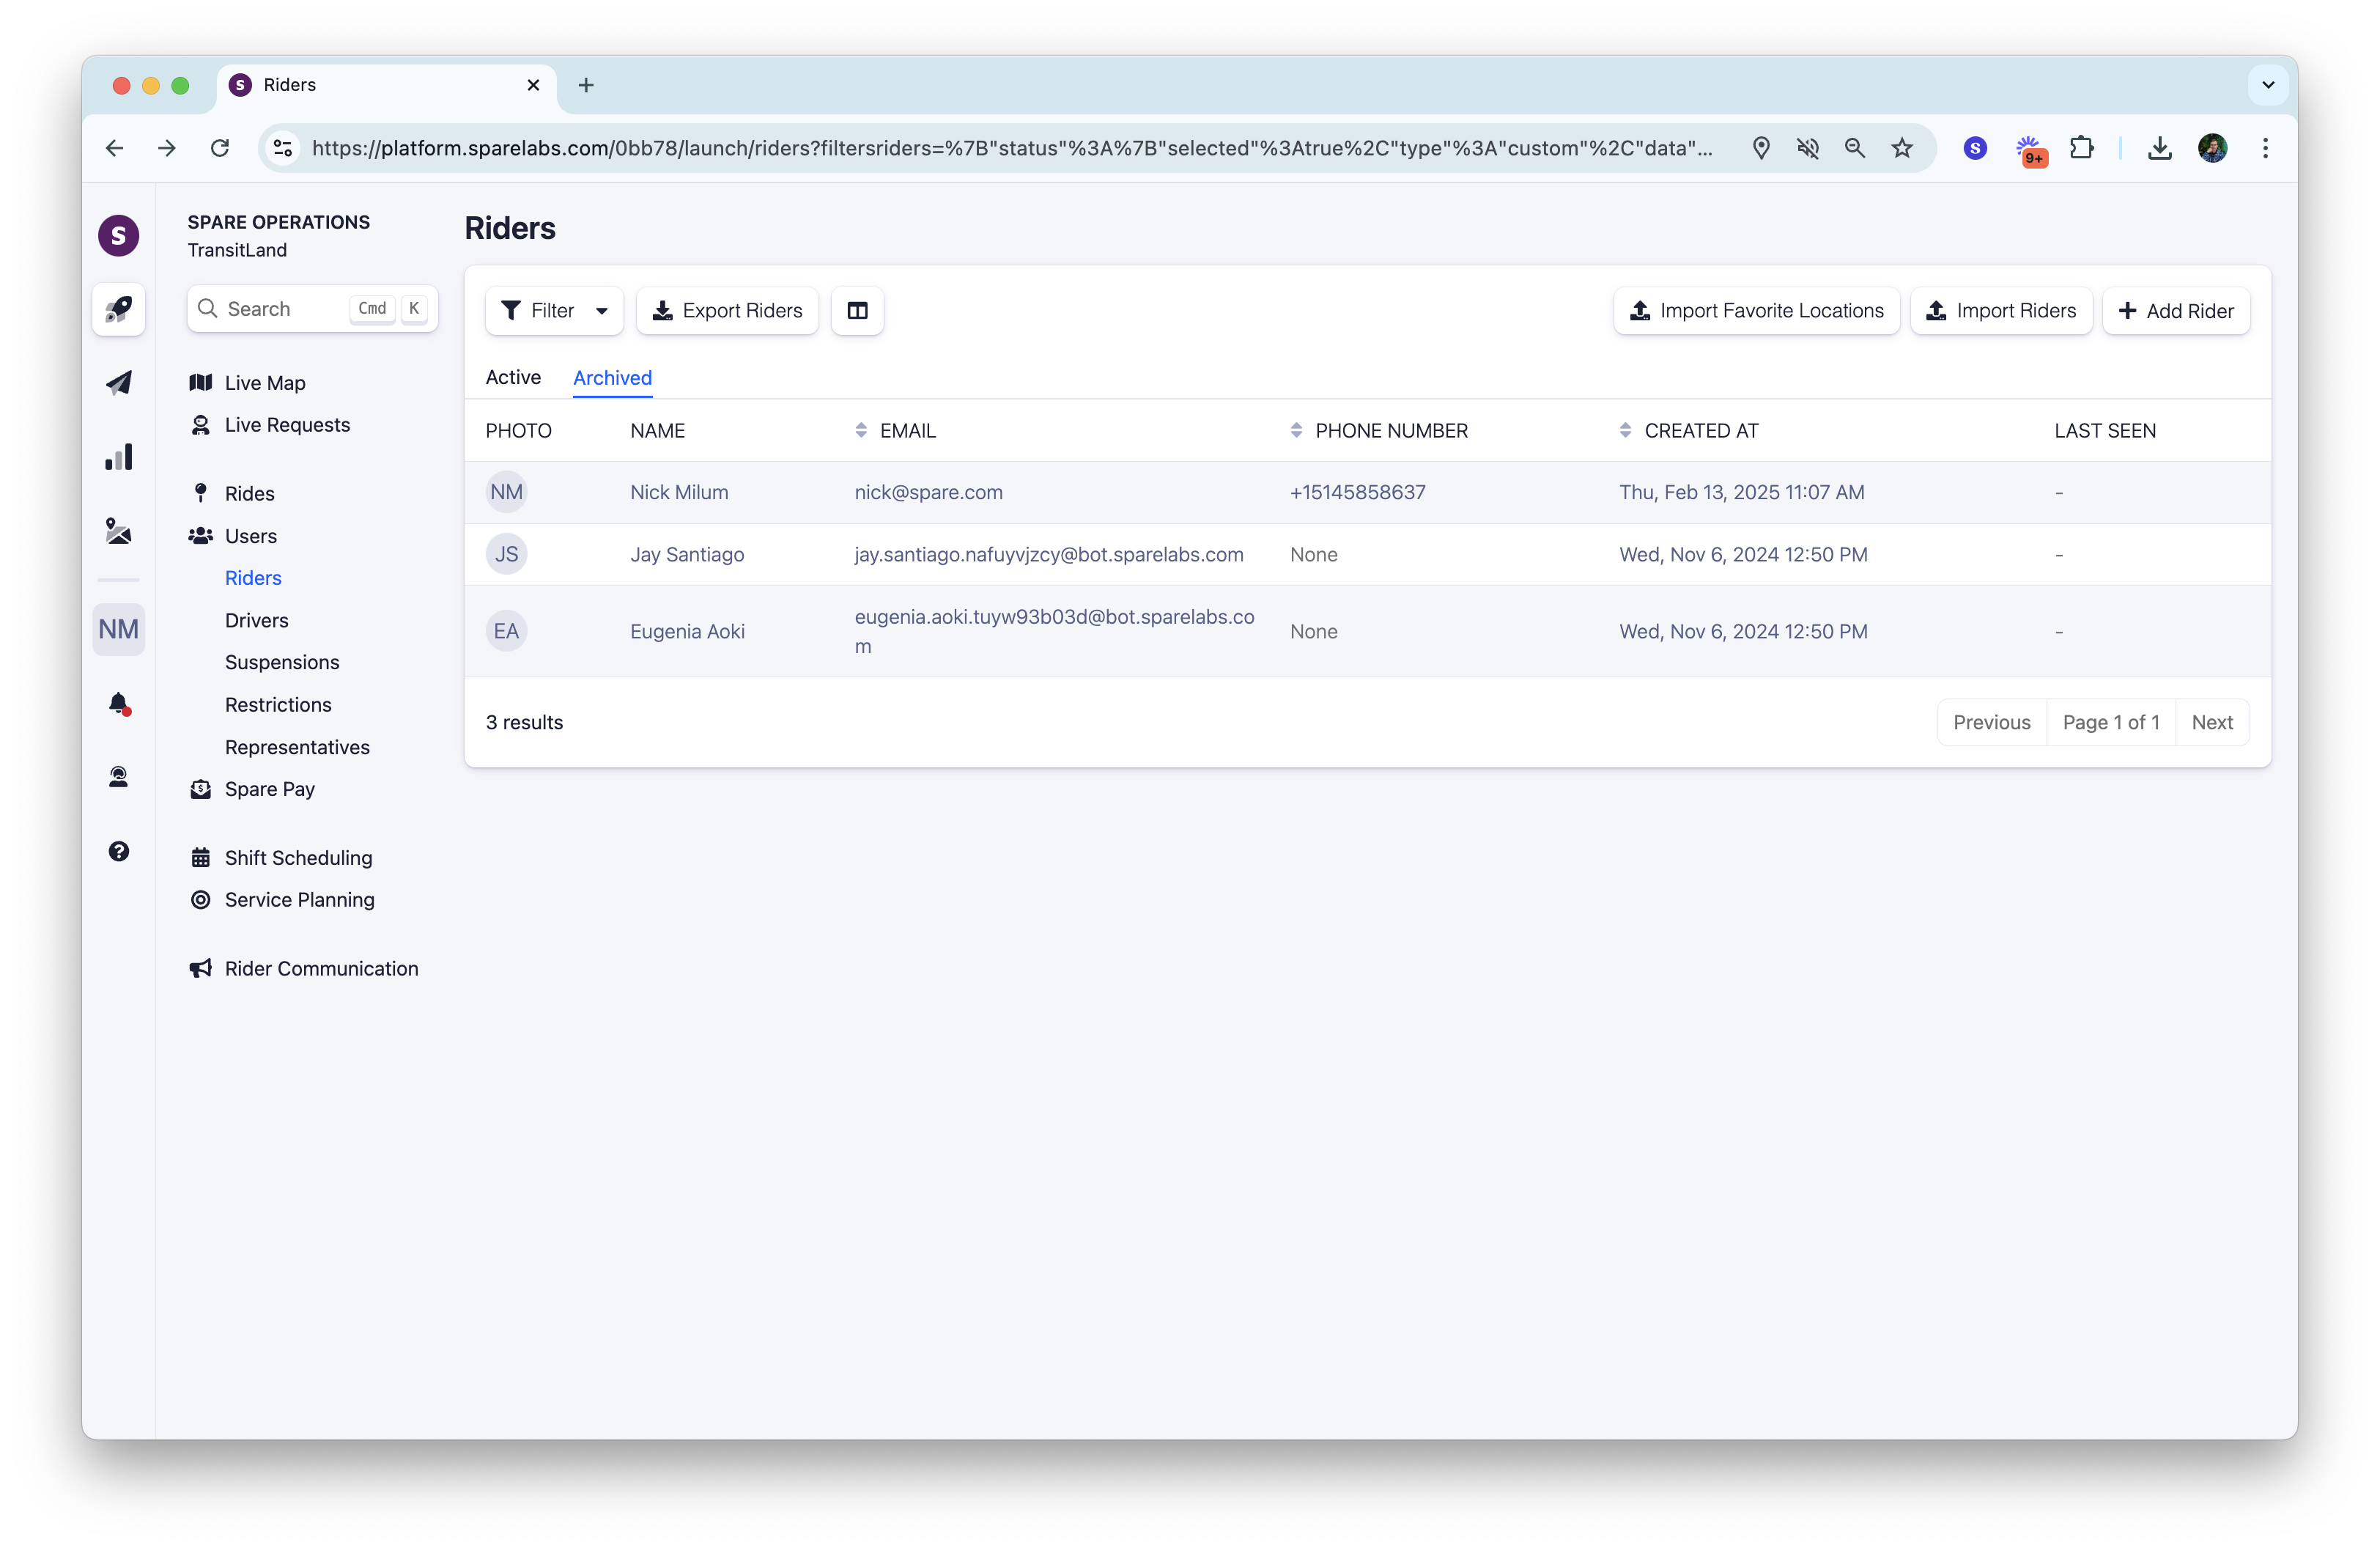 S Riders
https://platform.sparelabs.com/0bb78/launch/riders?filtersriders=%7B"status"%3A%7B"selected"%3Atrue%2C"type"%3A"custom"%2C"data"...
S
9+
S
SPARE OPERATIONS
TransitLand
Search Cmd K
Live Map
Live Requests
Rides
Users
Riders
Drivers
Suspensions
Restrictions
Representatives
Spare Pay
Shift Scheduling
Service Planning
Rider Communication
NM
Riders
Filter Export Riders Import Favorite Locations Import Riders Add Rider
Active Archived
PHOTO NAME EMAIL PHONE NUMBER CREATED AT LAST SEEN
NM Nick Milum nick@spare.com +15145858637 Thu, Feb 13, 2025 11:07 AM -
JS Jay Santiago jay.santiago.nafuyvjzcy@bot.sparelabs.com None Wed, Nov 6, 2024 12:50 PM -
EA Eugenia Aoki eugenia.aoki.tuyw93b03d@bot.sparelabs.co
m None Wed, Nov 6, 2024 12:50 PM -
3 results Previous Page 1 of 1 Next